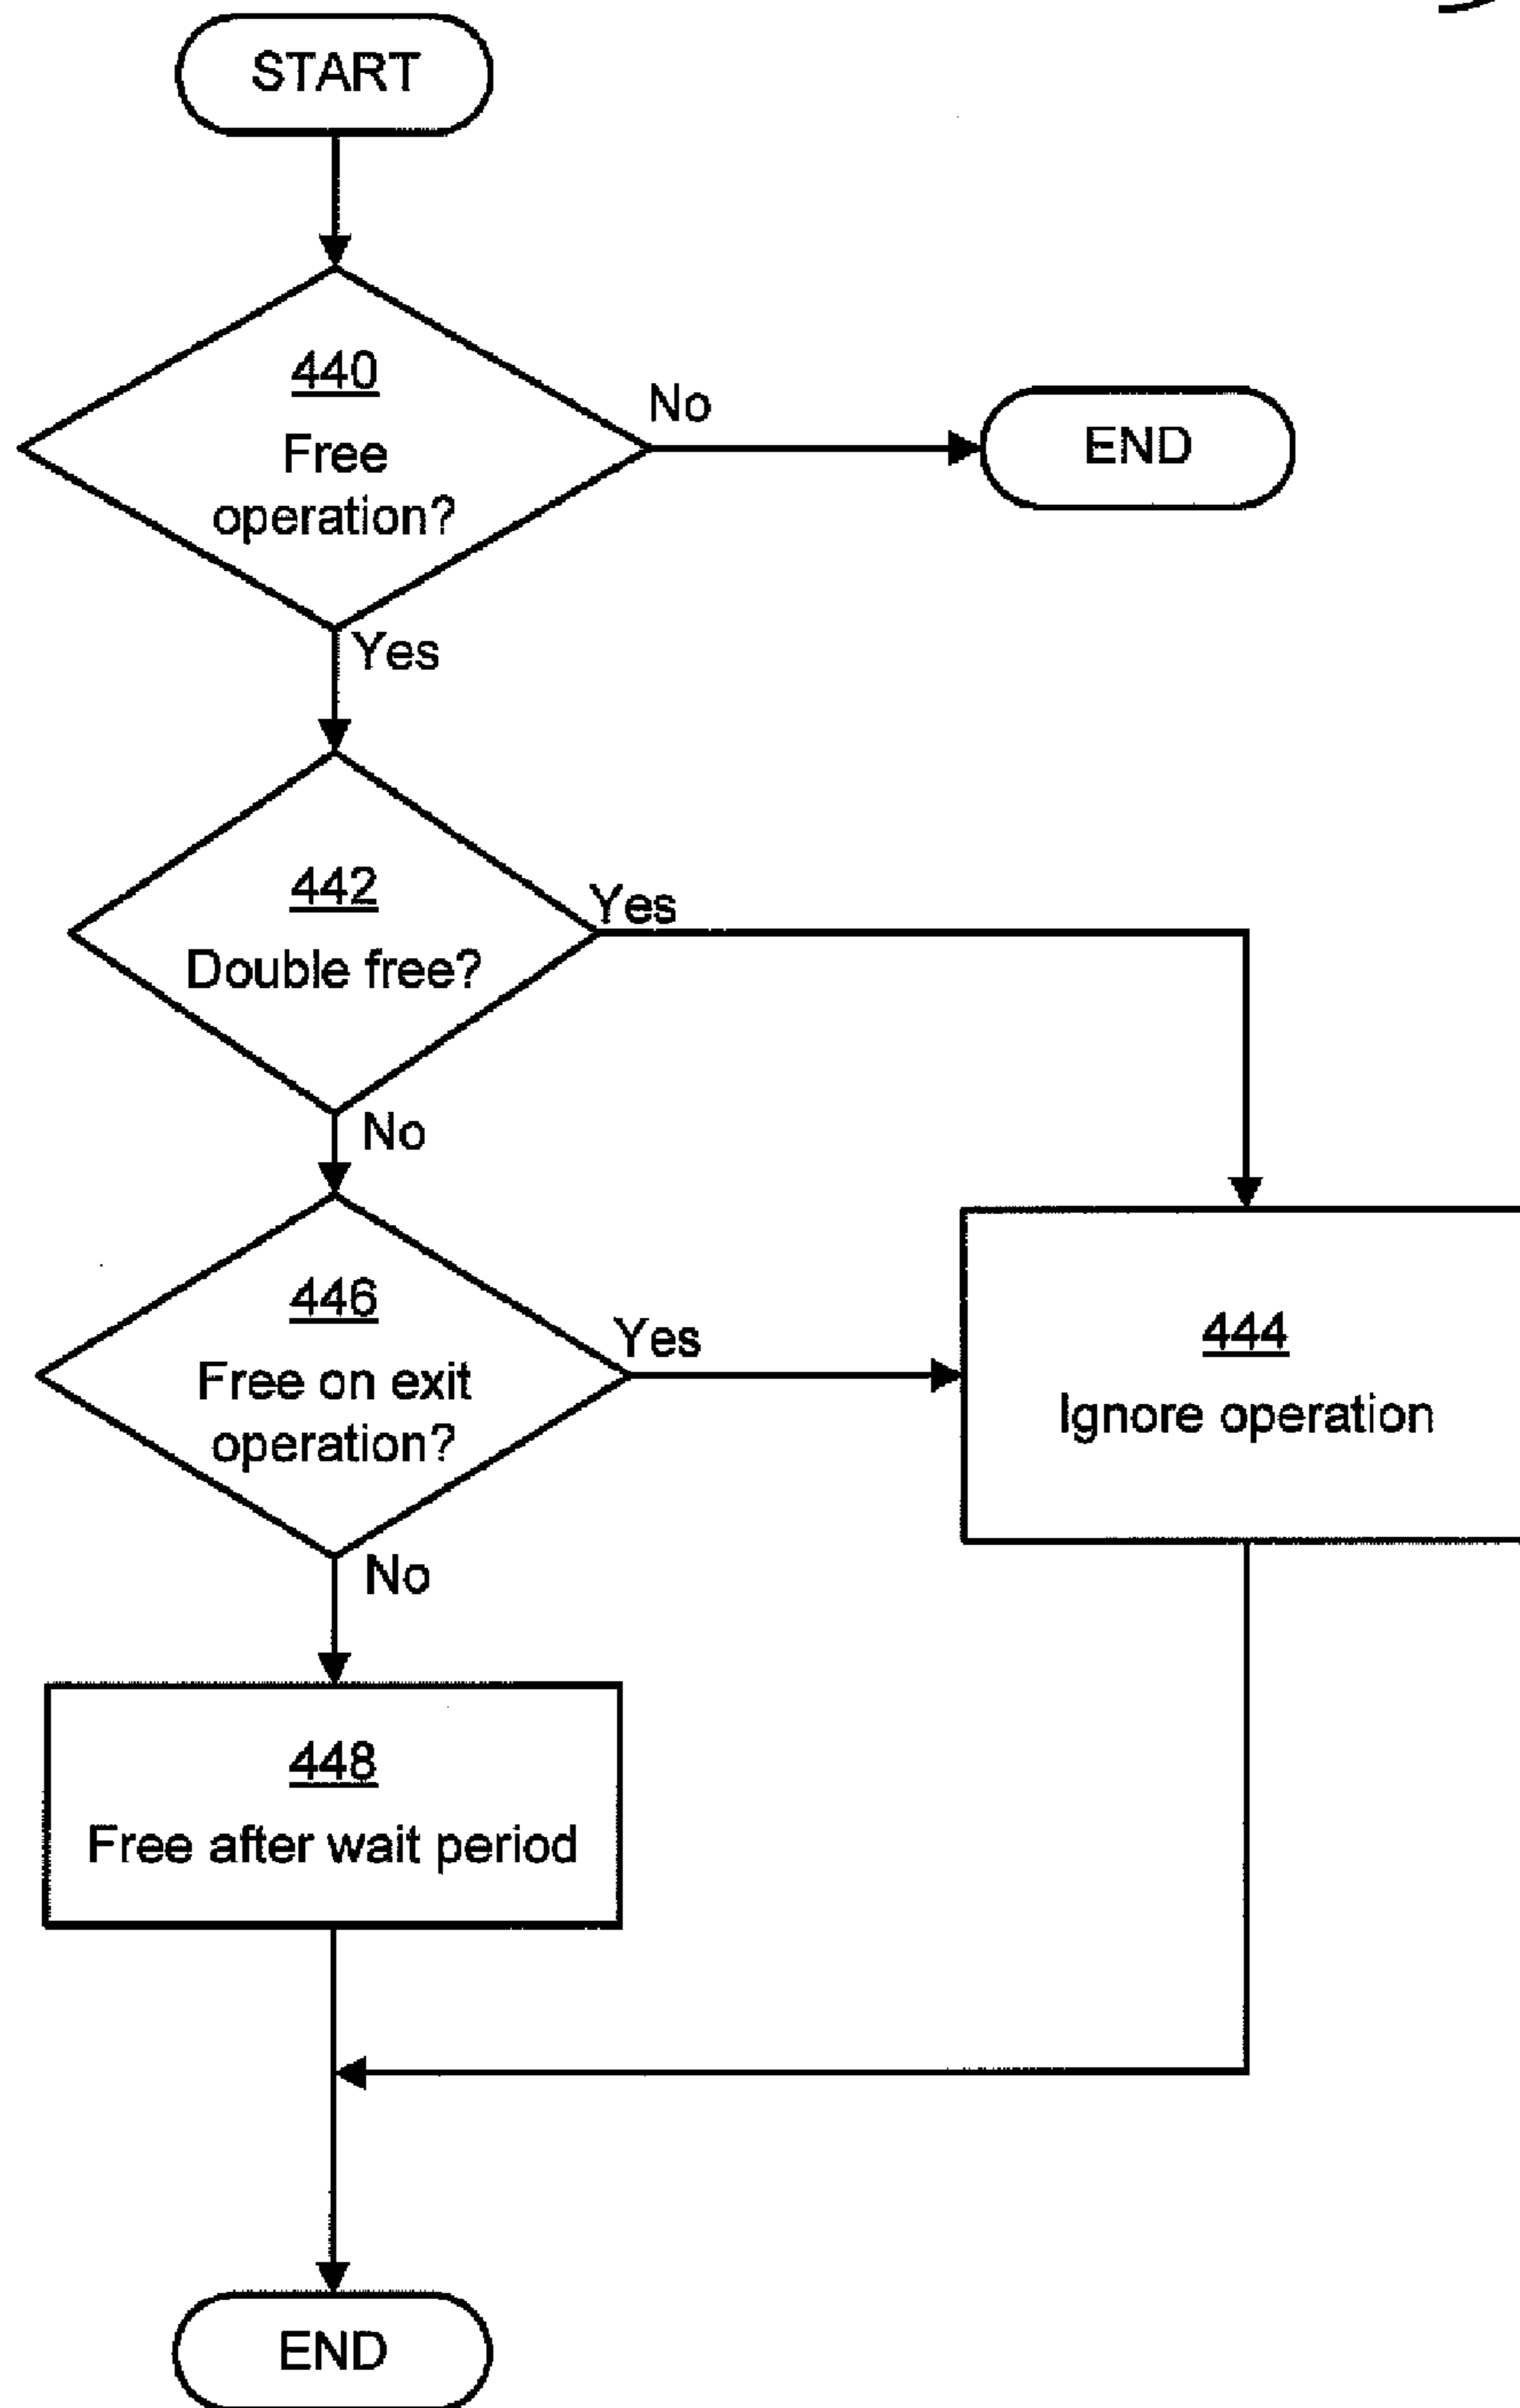 START
440
Free
operation?
No
END
Yes
442
Double free?
Yes
No
446
Free on exit
operation?
Yes
444
Ignore operation
No
448
Free after wait period
END